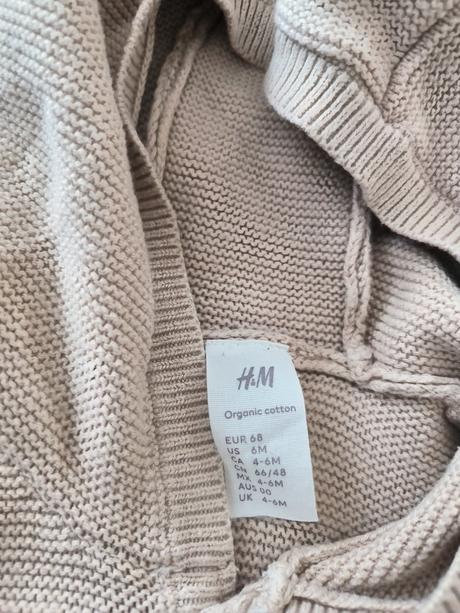 H&M
Organic cotton
EUR 68
US 6M
CA 4-6M
CN 66/48
MX 4-6M
AUS 00
UK 4-6M